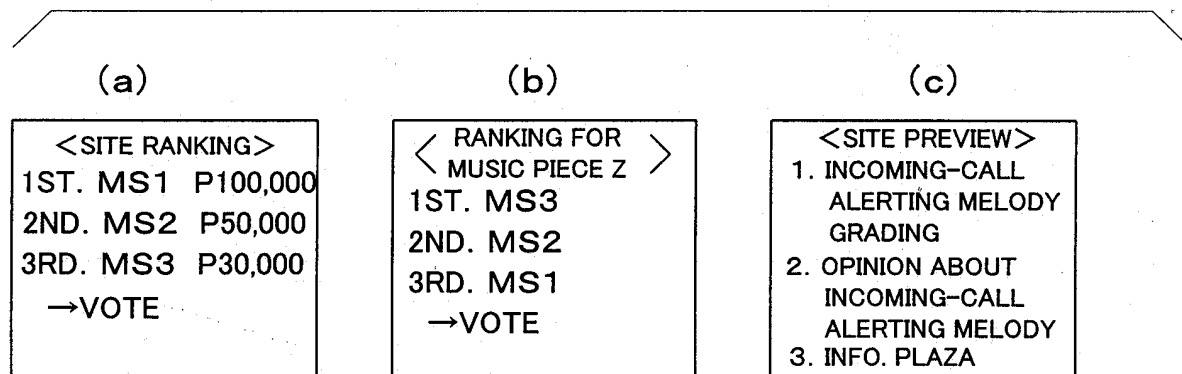 (a)
<SITE RANKING>
1ST. MS1 P100,000
2ND. MS2 P50,000
3RD. MS3 P30,000
→VOTE
(b)
< RANKING FOR
MUSIC PIECE Z >
1ST. MS3
2ND. MS2
3RD. MS1
→VOTE
(c)
<SITE PREVIEW>
1. INCOMING-CALL
ALERTING MELODY
GRADING
2. OPINION ABOUT
INCOMING-CALL
ALERTING MELODY
3. INFO. PLAZA